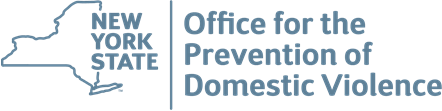 NEW
YORK
STATE
Office for the
Prevention of
Domestic Violence